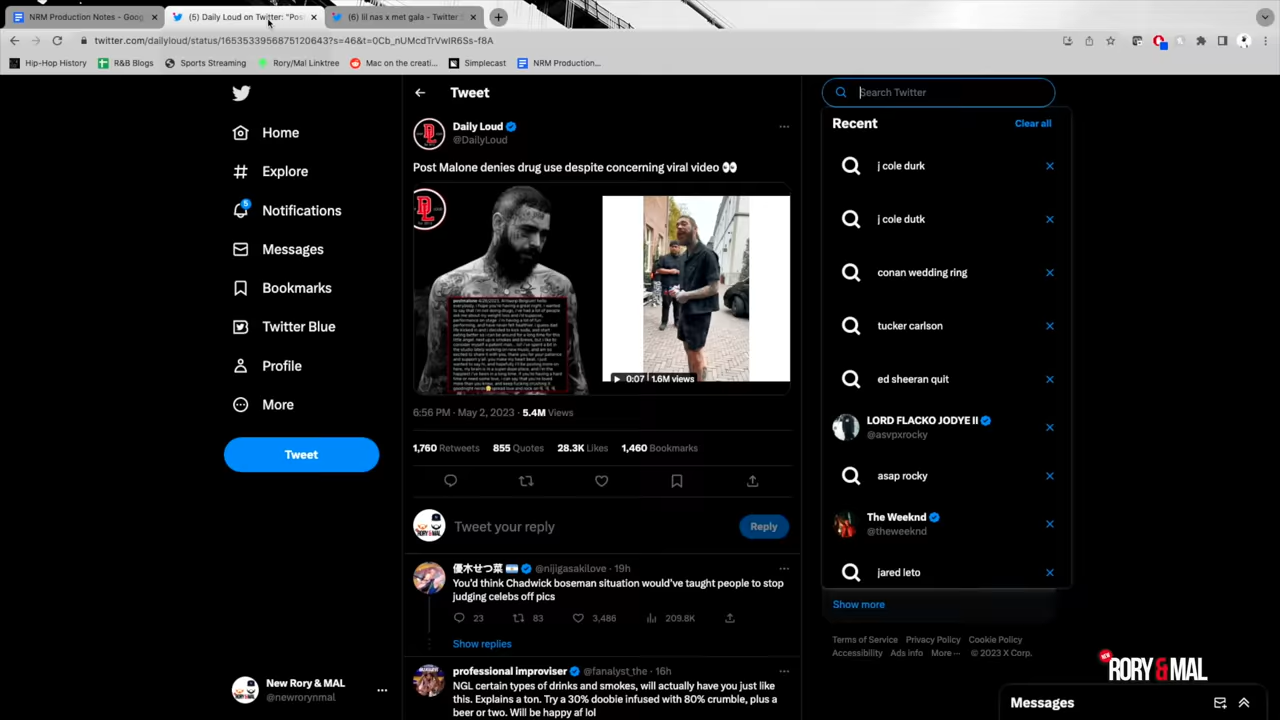 NRM Production Notes - Goog
(5) Daily Loud on Twitter: "Pos
(6) lil nas x met gala - Twitter
twitter.com/dailyloud/status/1653533956875120643?s=46&t=0Cb_nUMcdTrVwIR6Ss-f8A
Hip-Hop History
R&B Blogs
Sports Streaming
Rory/Mal Linktree
Mac on the creati...
Simplecast
NRM Production...
Home
Explore
5
Notifications
Messages
Bookmarks
Twitter Blue
Profile
More
Tweet
New Rory & MAL
@newrorynmal
Tweet
Daily Loud
@DailyLoud
Post Malone denies drug use despite concerning viral video 👀
DL
0:07 1.6M views
6:56 PM · May 2, 2023 · 5.4M Views
1,760 Retweets 855 Quotes 28.3K Likes 1,460 Bookmarks
Tweet your reply
Reply
優木せつ菜 @nijigasakilove · 19h
You'd think Chadwick boseman situation would've taught people to stop
judging celebs off pics
23 83 3,486 209.8K
Show replies
professional improviser @fanalyst_the · 16h
NGL certain types of drinks and smokes, will actually have you just like
this. Explains a ton. Try a 30% doobie infused with 80% crumble, plus a
beer or two. Will be happy af lol
Search Twitter
Recent
Clear all
j cole durk
j cole dutk
conan wedding ring
tucker carlson
ed sheeran quit
LORD FLACKO JODYE II
@asvpxrocky
asap rocky
The Weeknd
@theweeknd
jared leto
Show more
Terms of Service Privacy Policy Cookie Policy
Accessibility Ads info More ··· © 2023 X Corp.
NEW
RORY & MAL
Messages